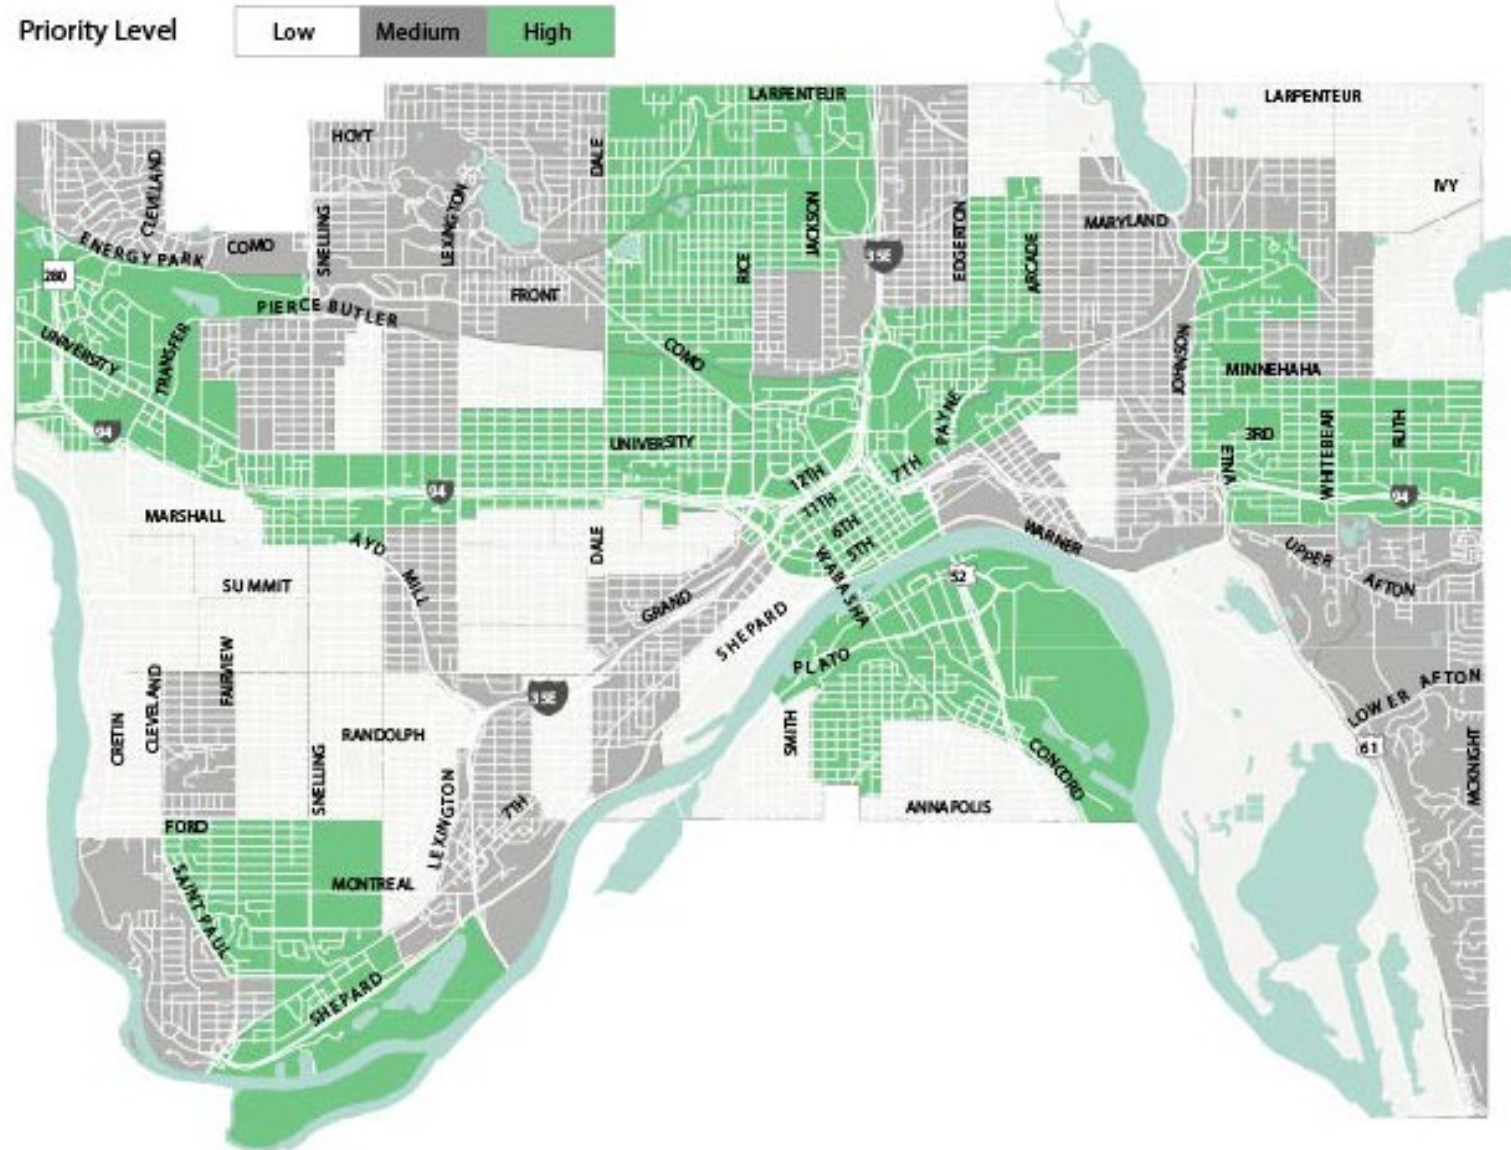 Priority Level
Low
Medium
High
LARPENTEUR
LARPENTEUR
HOYT
DALE
CLEVELAND
LEXINGTON
IVY
SNELLING
JACKSON
EDGERTON
MARYLAND
ENERGY PARK
COMO
280
35E
ARCADE
RICE
FRONT
PIERCE BUTLER
UNIVERSITY
TRANSFER
COMO
JOHNSON
MINNEHAHA
PAYNE
94
UNIVERSITY
3RD
WHITEBEAR
RUTH
ETNA
12TH
7TH
94
94
11TH
MARSHALL
6TH
5TH
AYD
DALE
WARNER
UPpER
WABASHA
52
AFTON
SUMMIT
MILL
GRAND
SHEPARD
PLATO
FAIRVIEW
CLEVELAND
CRETIN
35E
LOWER
AFTON
RANDOLPH
SMITH
61
CONCORD
MCKNIGHT
SNELLING
LEXINGTON
7TH
ANNAPOLIS
FORD
MONTREAL
SAINT PAUL
SHEPARD